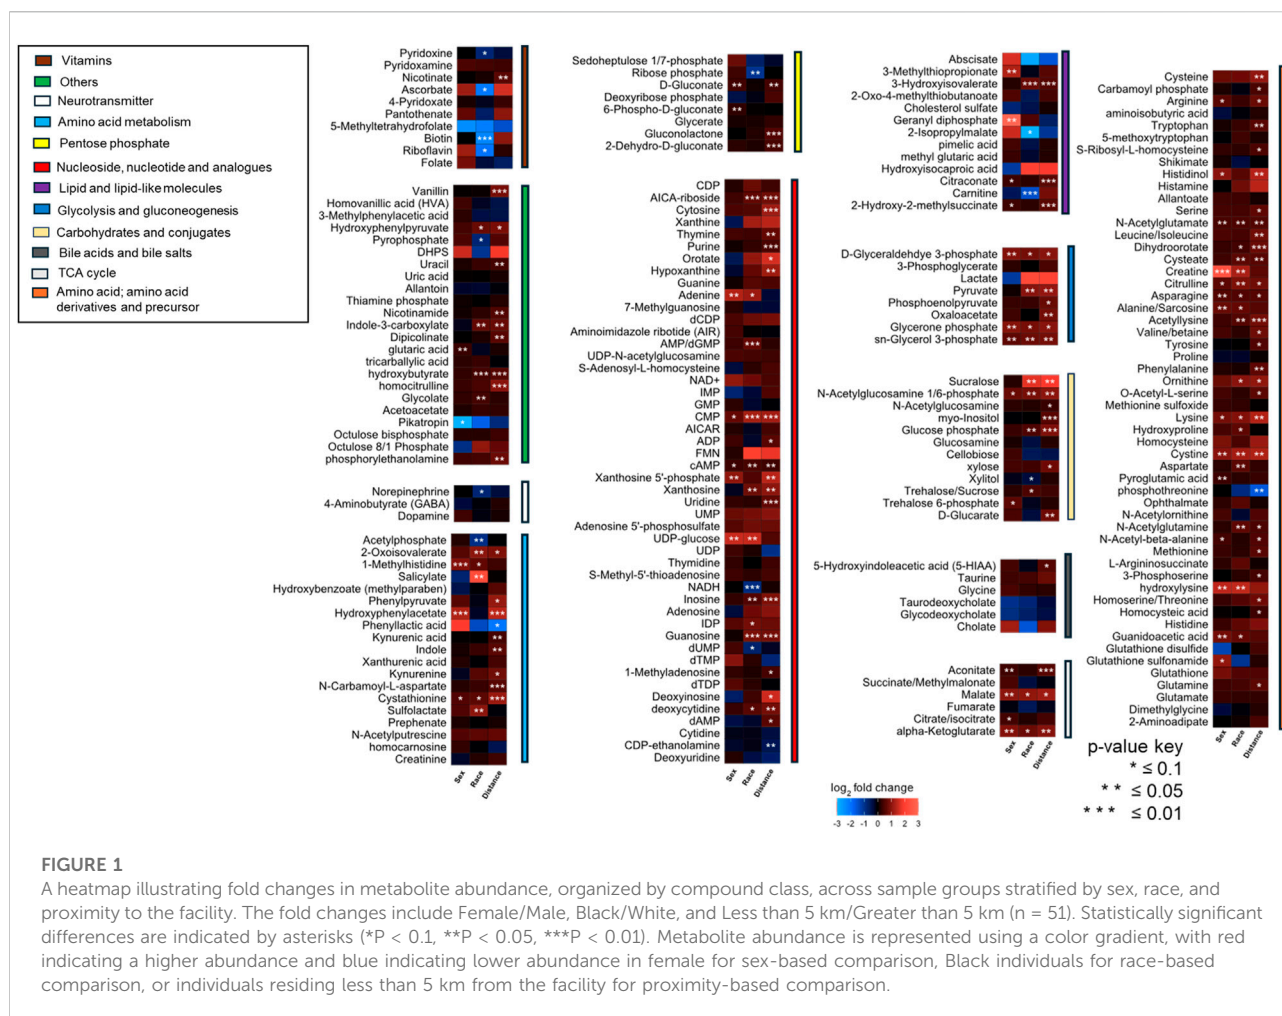 Vitamins
Others
Neurotransmitter
Amino acid metabolism
Pentose phosphate
Nucleoside, nucleotide and analogues
Lipid and lipid-like molecules
Glycolysis and gluconeogenesis
Carbohydrates and conjugates
Bile acids and bile salts
TCA cycle
Amino acid; amino acid
derivatives and precursor
Pyridoxine *
Pyridoxamine
Nicotinate **
Ascorbate *
4-Pyridoxate
Pantothenate
5-Methyltetrahydrofolate
Biotin ***
Riboflavin *
Folate
Vanillin ***
Homovanillic acid (HVA)
3-Methylphenylacetic acid
Hydroxyphenylpyruvate * *
Pyrophosphate *
DHPS
Uracil **
Uric acid
Allantoin
Thiamine phosphate
Nicotinamide **
Indole-3-carboxylate ** **
Dipicolinate **
glutaric acid **
tricarballylic acid
hydroxybutyrate *** ***
homocitrulline ***
Glycolate **
Acetoacetate
Pikatropin *
Octulose bisphosphate
Octulose 8/1 Phosphate
phosphorylethanolamine **
Norepinephrine *
4-Aminobutyrate (GABA)
Dopamine
Acetylphosphate **
2-Oxoisovalerate ** *
1-Methylhistidine *** *
Salicylate **
Hydroxybenzoate (methylparaben)
Phenylpyruvate *
Hydroxyphenylacetate *** ***
Phenyllactic acid *
Kynurenic acid **
Indole **
Xanthurenic acid
Kynurenine *
N-Carbamoyl-L-aspartate ***
Cystathionine * * ***
Sulfolactate **
Prephenate
N-Acetylputrescine
homocarnosine
Creatinine
Sex Race Distance
Sedoheptulose 1/7-phosphate
Ribose phosphate **
D-Gluconate ** **
Deoxyribose phosphate
6-Phospho-D-gluconate **
Glycerate
Gluconolactone ***
2-Dehydro-D-gluconate ***
CDP
AICA-riboside *** ***
Cytosine ***
Xanthine
Thymine **
Purine ***
Orotate *
Hypoxanthine **
Guanine
Adenine ** *
7-Methylguanosine
dCDP
Aminoimidazole ribotide (AIR)
AMP/dGMP ***
UDP-N-acetylglucosamine
S-Adenosyl-L-homocysteine
NAD+
IMP
GMP
CMP * *** ***
AICAR
ADP *
FMN
cAMP * ** **
Xanthosine 5'-phosphate ** **
Xanthosine ** **
Uridine ***
UMP
Adenosine 5'-phosphosulfate
UDP-glucose ** **
UDP
Thymidine
S-Methyl-5'-thioadenosine
NADH ***
Inosine ** ***
Adenosine
IDP *
Guanosine *** ***
dUMP *
dTMP
1-Methyladenosine *
dTDP
Deoxyinosine *
deoxycytidine * **
dAMP *
Cytidine
CDP-ethanolamine **
Deoxyuridine
Sex Race Distance
Abscisate
3-Methylthiopropionate **
3-Hydroxyisovalerate *** ***
2-Oxo-4-methylthiobutanoate
Cholesterol sulfate
Geranyl diphosphate **
2-Isopropylmalate *
pimelic acid
methyl glutaric acid
Hydroxyisocaproic acid
Citraconate * ***
Carnitine ***
2-Hydroxy-2-methylsuccinate * ***
D-Glyceraldehdye 3-phosphate ** * *
3-Phosphoglycerate
Lactate
Pyruvate ** **
Phosphoenolpyruvate *
Oxaloacetate **
Glycerone phosphate ** * *
sn-Glycerol 3-phosphate ** ** **
Sucralose ** **
N-Acetylglucosamine 1/6-phosphate * ** **
N-Acetylglucosamine *
myo-Inositol ***
Glucose phosphate ** ***
Glucosamine
Cellobiose
xylose *
Xylitol *
Trehalose/Sucrose *
Trehalose 6-phosphate *
D-Glucarate **
5-Hydroxyindoleacetic acid (5-HIAA) *
Taurine
Glycine
Taurodeoxycholate
Glycodeoxycholate
Cholate
Aconitate ** ***
Succinate/Methylmalonate
Malate ** * *
Fumarate
Citrate/isocitrate *
alpha-Ketoglutarate ** * **
Sex Race Distance
log2 fold change
-3 -2 -1 0 1 2 3
Cysteine **
Carbamoyl phosphate *
Arginine * *
aminoisobutyric acid
Tryptophan **
5-methoxytryptophan
S-Ribosyl-L-homocysteine *
Shikimate
Histidinol * **
Histamine
Allantoate
Serine *
N-Acetylglutamate ** ** **
Leucine/Isoleucine **
Dihydroorotate * ***
Cysteate ** **
Creatine *** **
Citrulline * ** *
Asparagine ** * *
Alanine/Sarcosine ** *
Acetyllysine ** ***
Valine/betaine *
Tyrosine *
Proline
Phenylalanine **
Ornithine * *
O-Acetyl-L-serine *
Methionine sulfoxide
Lysine * * **
Hydroxyproline *
Homocysteine
Cystine ** ** **
Aspartate **
Pyroglutamic acid **
phosphothreonine **
Ophthalmate
N-Acetylornithine
N-Acetylglutamine ** *
N-Acetyl-beta-alanine * *
Methionine *
L-Argininosuccinate
3-Phosphoserine *
hydroxylysine ** **
Homoserine/Threonine *
Homocysteic acid *
Histidine
Guanidoacetic acid ** *
Glutathione disulfide
Glutathione sulfonamide *
Glutathione
Glutamine *
Glutamate
Dimethylglycine
2-Aminoadipate
Sex Race Distance
p-value key
* ≤ 0.1
* * ≤ 0.05
* * * ≤ 0.01
FIGURE 1
A heatmap illustrating fold changes in metabolite abundance, organized by compound class, across sample groups stratified by sex, race, and
proximity to the facility. The fold changes include Female/Male, Black/White, and Less than 5 km/Greater than 5 km (n = 51). Statistically significant
differences are indicated by asterisks (*P < 0.1, **P < 0.05, ***P < 0.01). Metabolite abundance is represented using a color gradient, with red
indicating a higher abundance and blue indicating lower abundance in female for sex-based comparison, Black individuals for race-based
comparison, or individuals residing less than 5 km from the facility for proximity-based comparison.